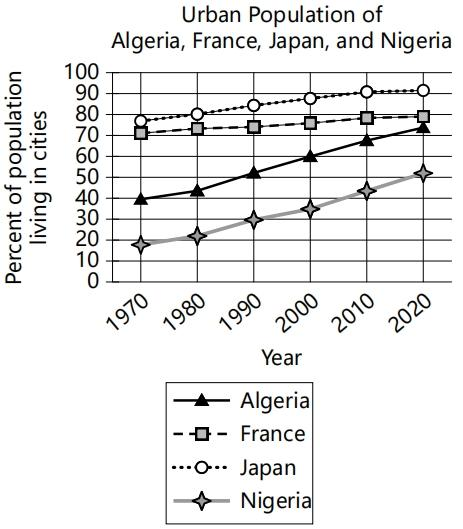 Urban Population of
Algeria, France, Japan, and Nigeria
Percent of population
living in cities
100
90
80
70
60
50
40
30
20
10
0
1970
1980
1990
2000
2010
2020
Year
Algeria
France
Japan
Nigeria